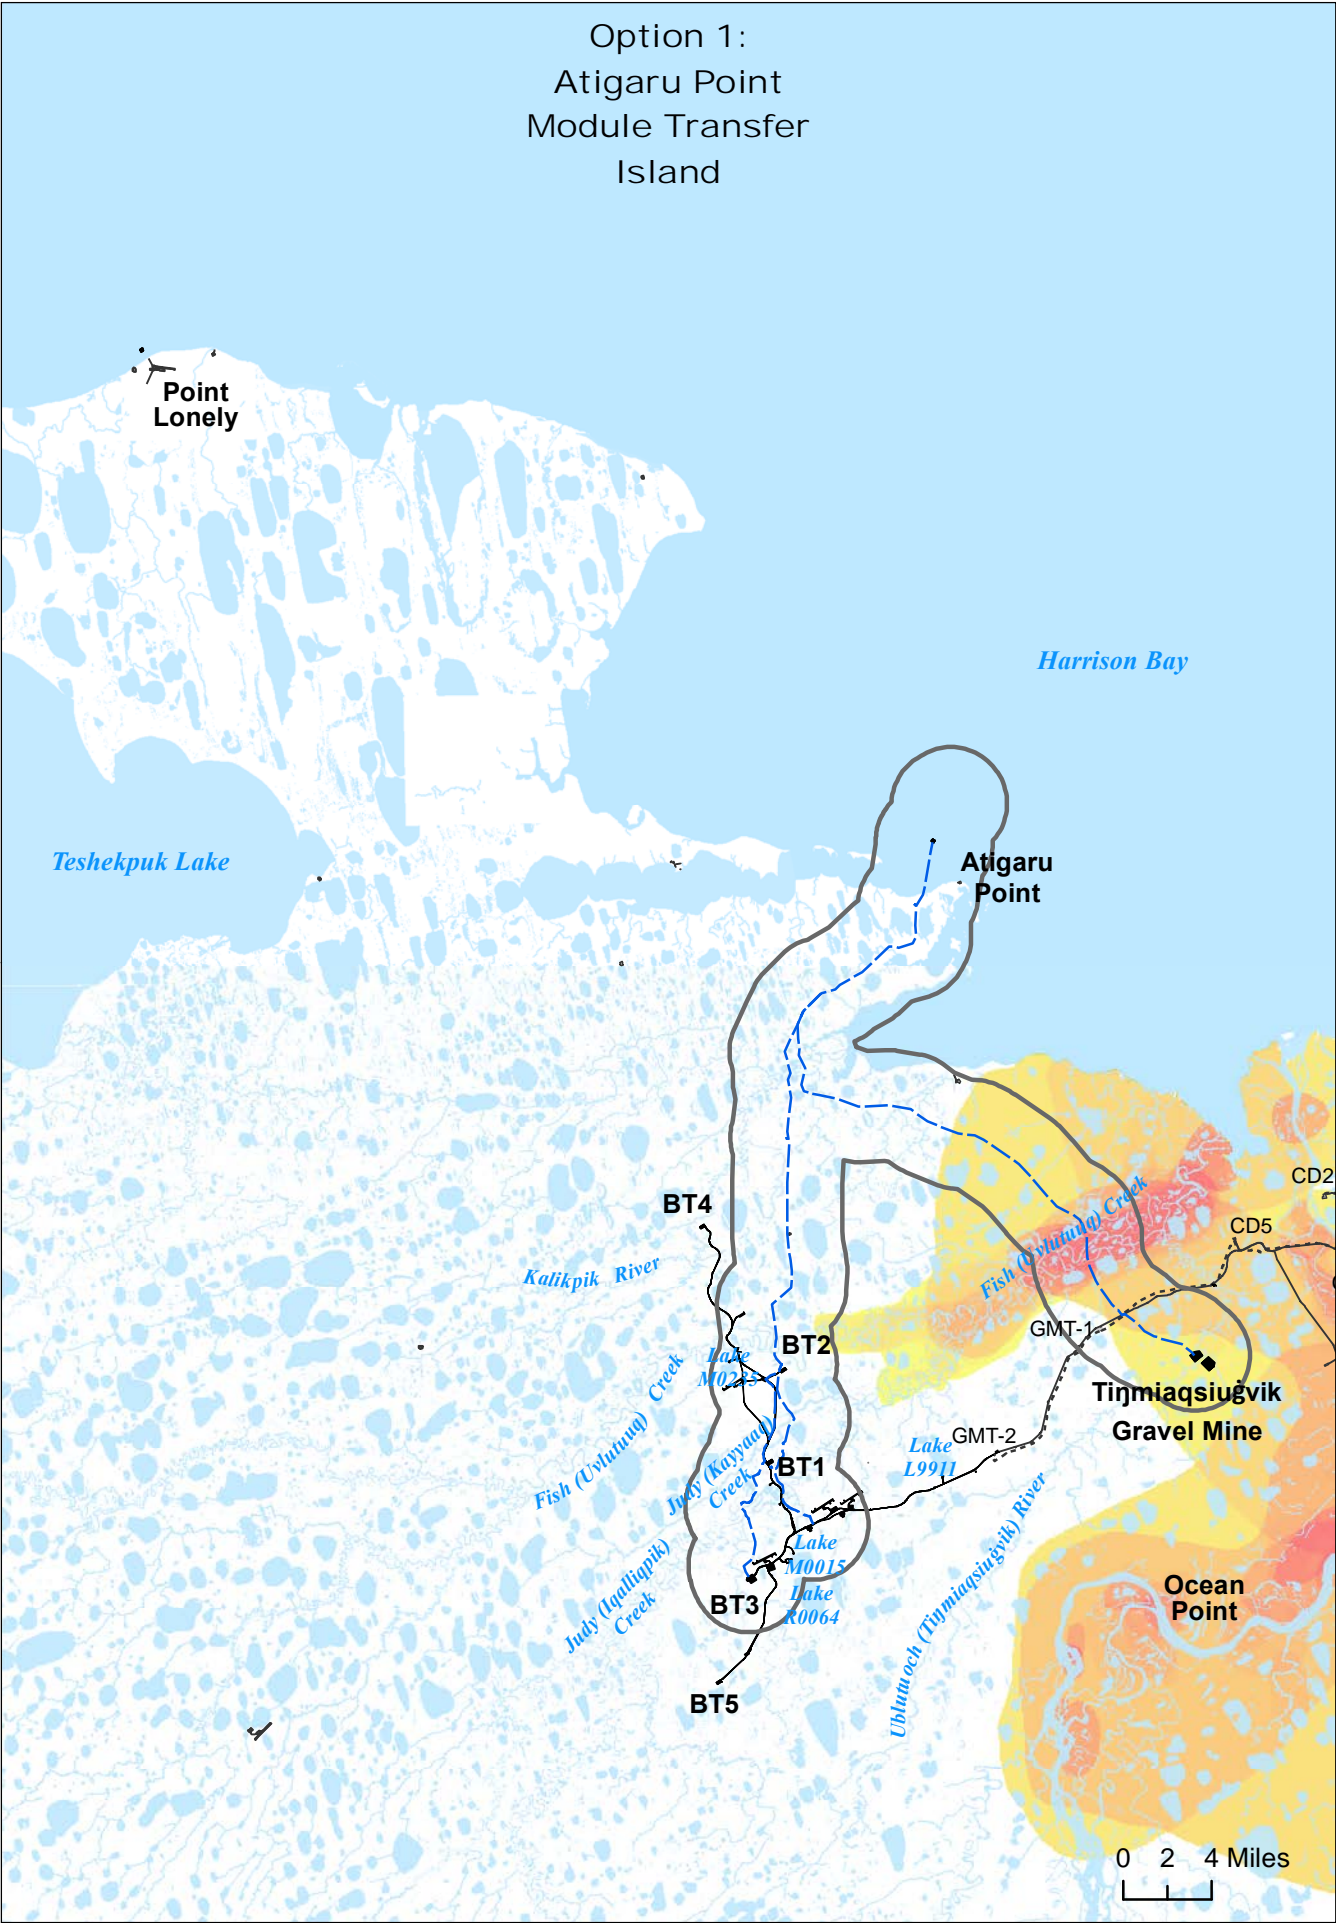 Option 1:
Atigaru Point
Module Transfer
Island
Point
Lonely
Harrison Bay
Teshekpuk Lake
Atigaru
Point
CD2
BT4
CD5
Fish (Uvlutuuq) Creek
Kalikpik River
GMT-1
BT2
Lake
M0235
Tiŋmiaqsiuġvik
Gravel Mine
Fish (Uvlutuuq) Creek
GMT-2
Lake
L9911
Judy (Kayyaaq)
Creek
BT1
Lake
M0015
Judy (Iqalliqpik)
Creek
BT3
Lake
R0064
Ublutuoch (Tiŋmiaqsiuġvik) River
Ocean
Point
BT5
0 2 4 Miles